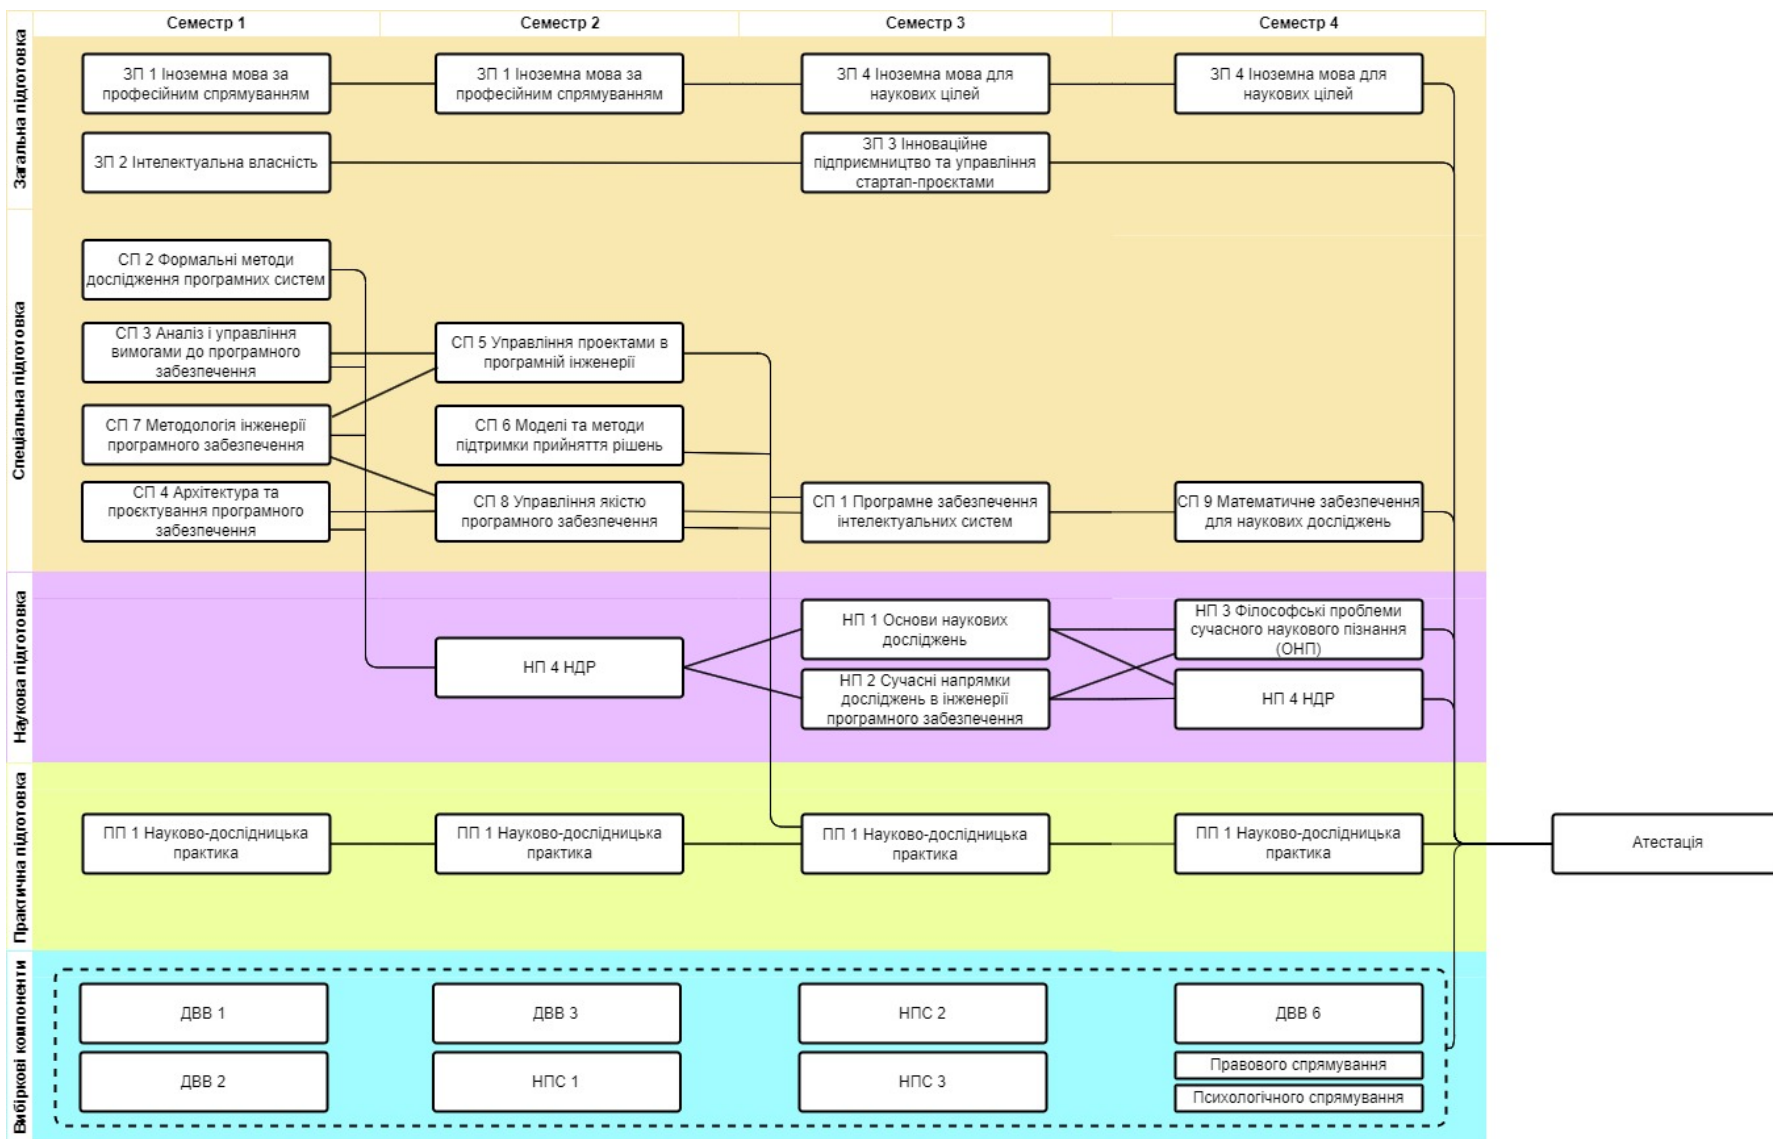 Семестр 1
Семестр 2
Семестр 3
Семестр 4
Загальна підготовка
ЗП 1 Іноземна мова за
професійним спрямуванням
ЗП 1 Іноземна мова за
професійним спрямуванням
ЗП 4 Іноземна мова для
наукових цілей
ЗП 4 Іноземна мова для
наукових цілей
ЗП 2 Інтелектуальна власність
ЗП 3 Інноваційне
підприємництво та управління
стартап-проєктами
Спеціальна підготовка
СП 2 Формальні методи
дослідження програмних систем
СП 3 Аналіз і управління
вимогами до програмного
забезпечення
СП 5 Управління проектами в
програмній інженерії
СП 7 Методологія інженерії
програмного забезпечення
СП 6 Моделі та методи
підтримки прийняття рішень
СП 4 Архітектура та
проєктування програмного
забезпечення
СП 8 Управління якістю
програмного забезпечення
СП 1 Програмне забезпечення
інтелектуальних систем
СП 9 Математичне забезпечення
для наукових досліджень
Наукова підготовка
НП 4 НДР
НП 1 Основи наукових
досліджень
НП 3 Філософські проблеми
сучасного наукового пізнання
(ОНП)
НП 2 Сучасні напрямки
досліджень в інженерії
програмного забезпечення
НП 4 НДР
Практична підготовка
ПП 1 Науково-дослідницька
практика
ПП 1 Науково-дослідницька
практика
ПП 1 Науково-дослідницька
практика
ПП 1 Науково-дослідницька
практика
Атестація
Вибіркові компоненти
ДВВ 1
ДВВ 3
НПС 2
ДВВ 6
ДВВ 2
НПС 1
НПС 3
Правового спрямування
Психологічного спрямування